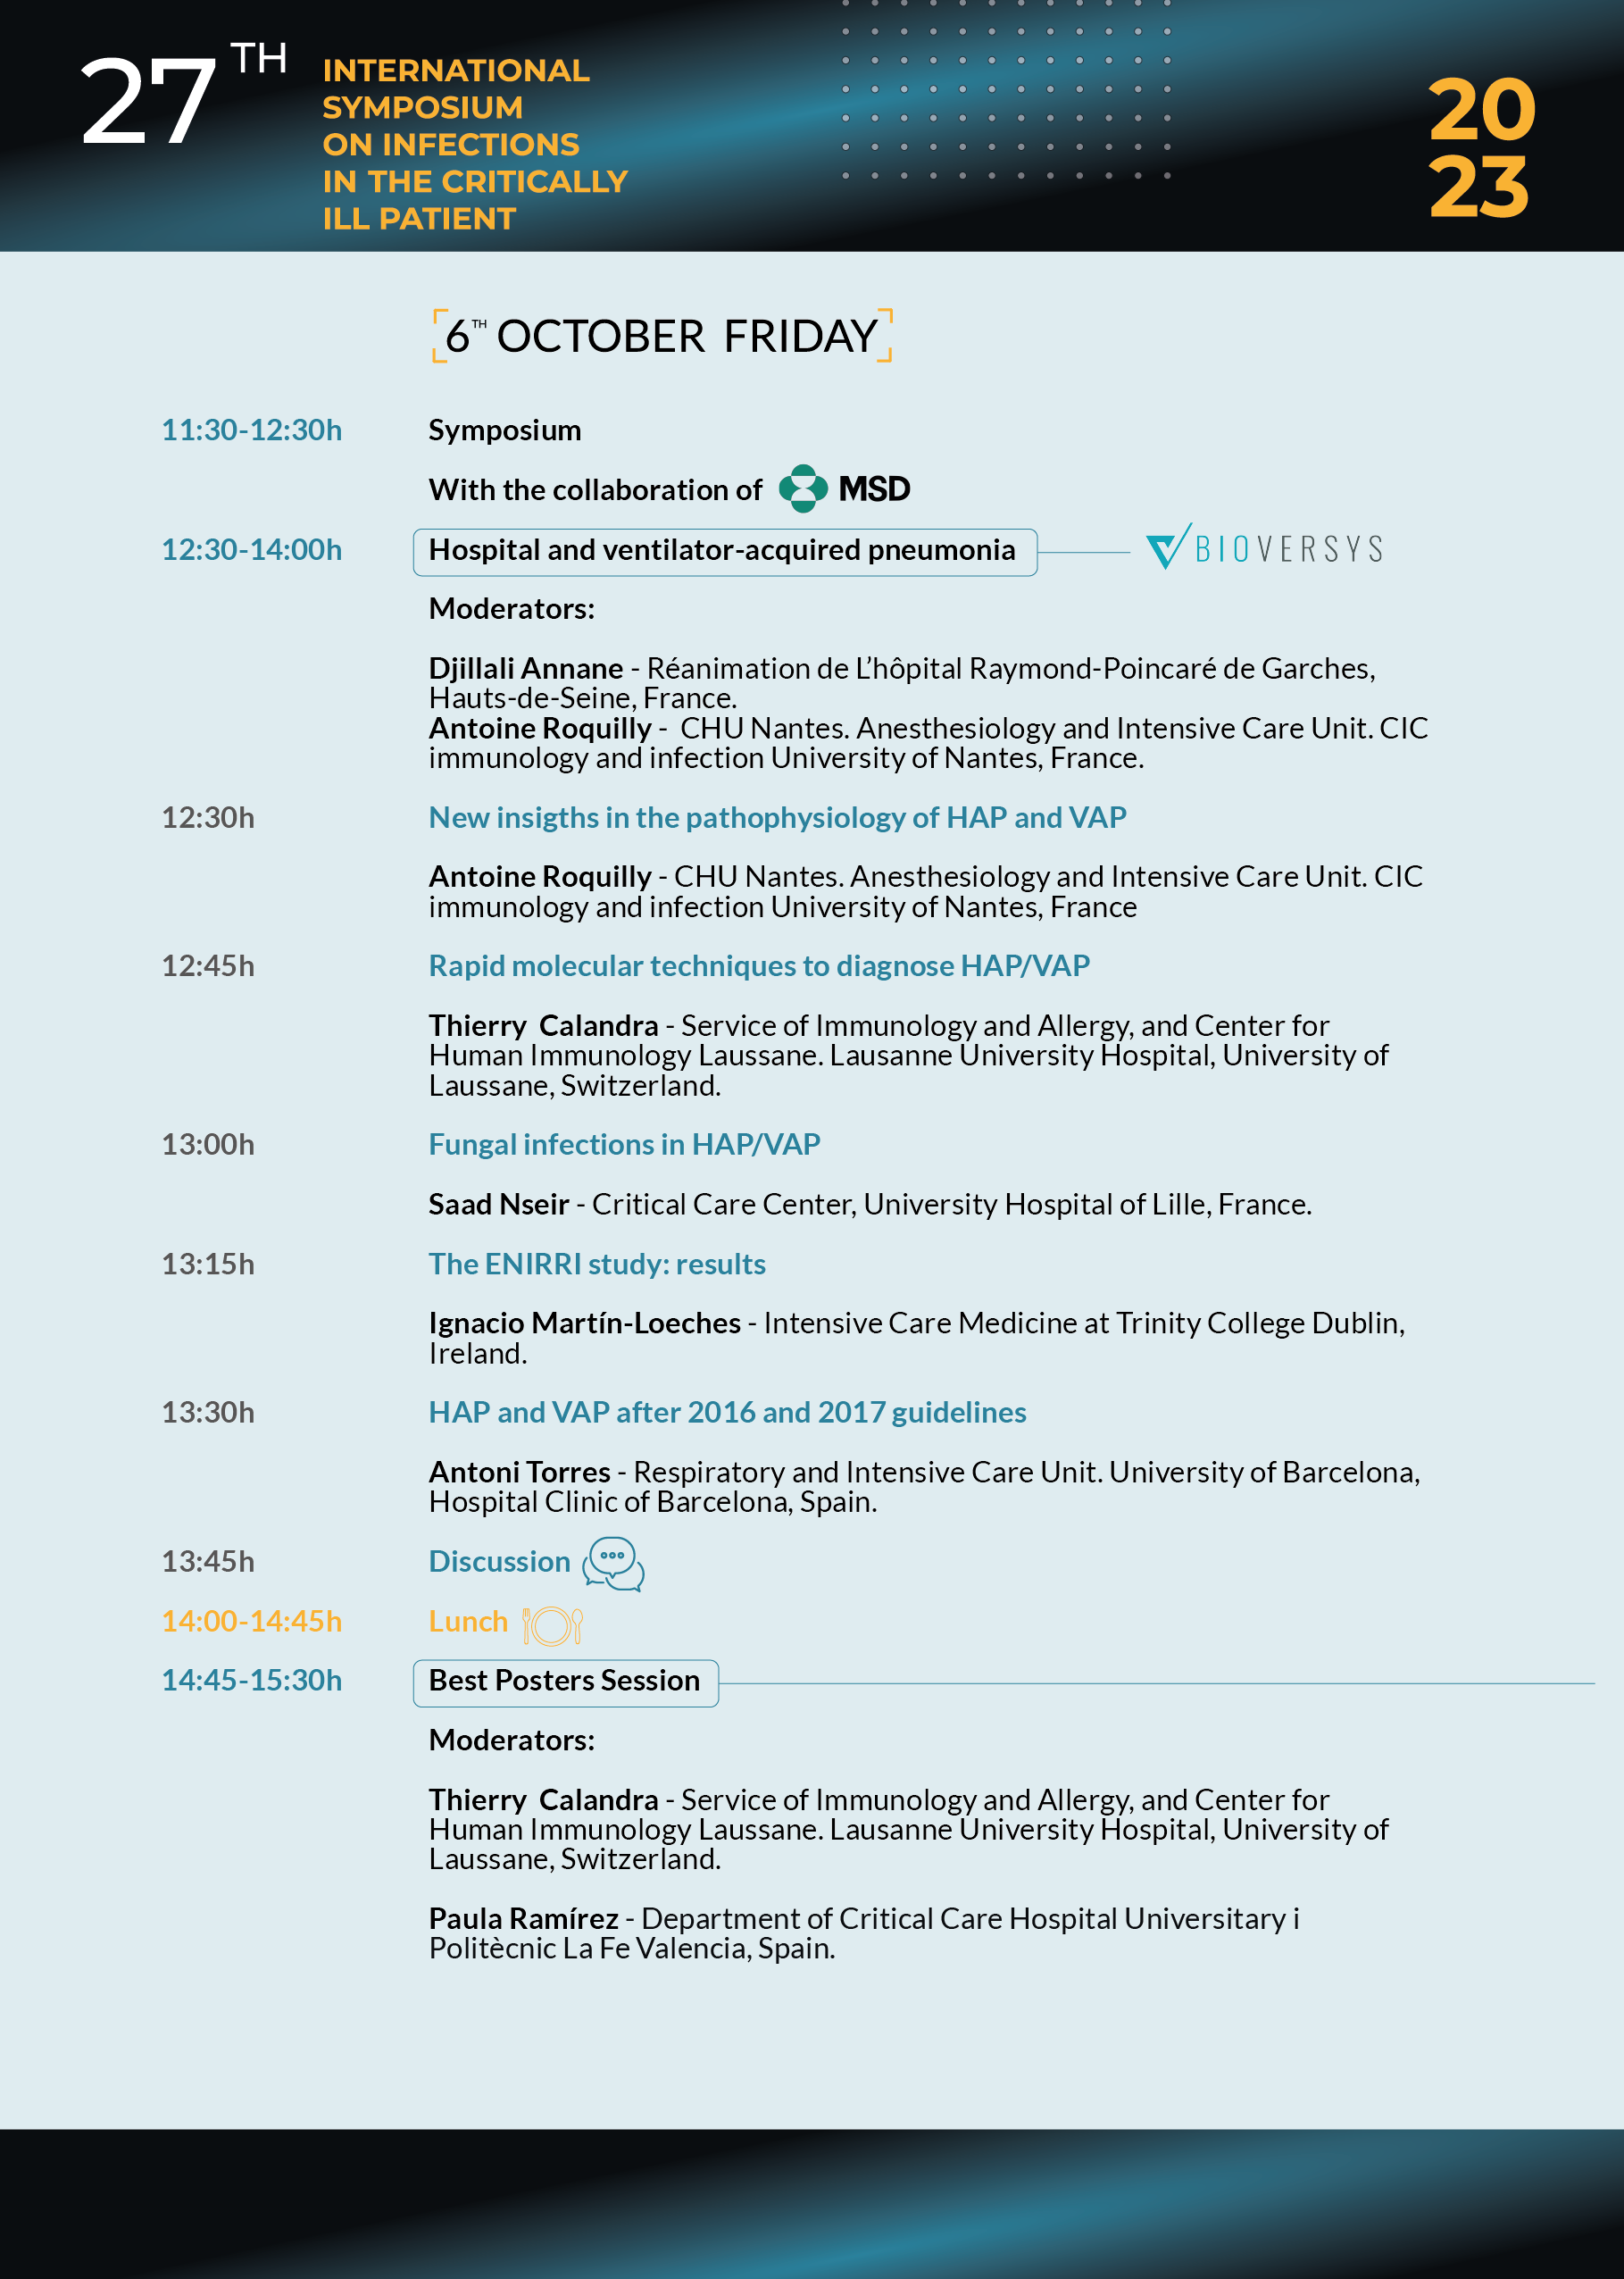 27TH
INTERNATIONAL
SYMPOSIUM
ON INFECTIONS
IN THE CRITICALLY
ILL PATIENT
20
23
6TH OCTOBER FRIDAY
11:30-12:30h Symposium
With the collaboration of MSD
12:30-14:00h Hospital and ventilator-acquired pneumonia BIOVERSYS
Moderators:
Djillali Annane - Réanimation de L’hôpital Raymond-Poincaré de Garches,
Hauts-de-Seine, France.
Antoine Roquilly - CHU Nantes. Anesthesiology and Intensive Care Unit. CIC
immunology and infection University of Nantes, France.
12:30h New insigths in the pathophysiology of HAP and VAP
Antoine Roquilly - CHU Nantes. Anesthesiology and Intensive Care Unit. CIC
immunology and infection University of Nantes, France
12:45h Rapid molecular techniques to diagnose HAP/VAP
Thierry Calandra - Service of Immunology and Allergy, and Center for
Human Immunology Laussane. Lausanne University Hospital, University of
Laussane, Switzerland.
13:00h Fungal infections in HAP/VAP
Saad Nseir - Critical Care Center, University Hospital of Lille, France.
13:15h The ENIRRI study: results
Ignacio Martín-Loeches - Intensive Care Medicine at Trinity College Dublin,
Ireland.
13:30h HAP and VAP after 2016 and 2017 guidelines
Antoni Torres - Respiratory and Intensive Care Unit. University of Barcelona,
Hospital Clinic of Barcelona, Spain.
13:45h Discussion
14:00-14:45h Lunch
14:45-15:30h Best Posters Session
Moderators:
Thierry Calandra - Service of Immunology and Allergy, and Center for
Human Immunology Laussane. Lausanne University Hospital, University of
Laussane, Switzerland.
Paula Ramírez - Department of Critical Care Hospital Universitary i
Politècnic La Fe Valencia, Spain.